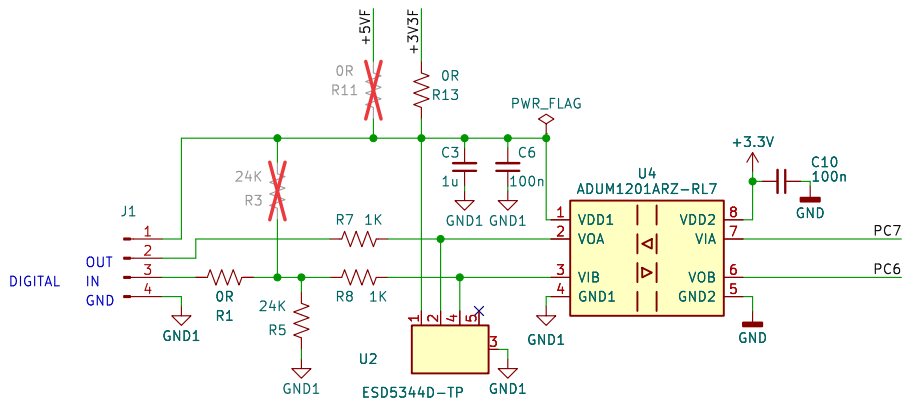 +5VF
+3V3F
0R
R11
0R
R13
PWR_FLAG
+3.3V
24K
R3
C3
1u
C6
100n
GND1
GND1
C10
100n
GND
U4
ADUM1201ARZ-RL7
J1
1
2
3
4
OUT
IN
GND
DIGITAL
R7 1K
0R
R1
24K
R5
R8 1K
GND1
GND1
1
2
3
4
VDD1
VOA
VIB
GND1
VDD2
VIA
VOB
GND2
8
7
6
5
PC7
PC6
GND1
GND
1
2
4
5
3
U2
ESD5344D-TP
GND1